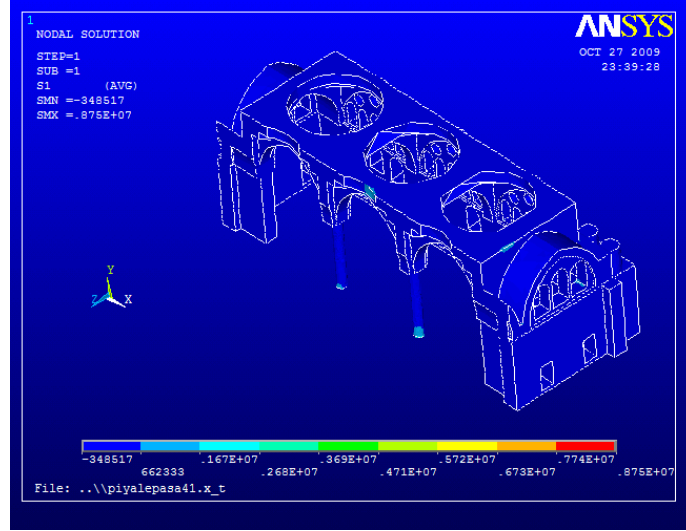 1
NODAL SOLUTION
STEP=1
SUB =1
S1 (AVG)
SMN =-348517
SMX =.875E+07
ANSYS
OCT 27 2009
23:39:28
Y
Z X
-348517 .167E+07 .369E+07 .572E+07 .774E+07
662333 .268E+07 .471E+07 .673E+07 .875E+07
File: ..\\piyalepasa41.x_t